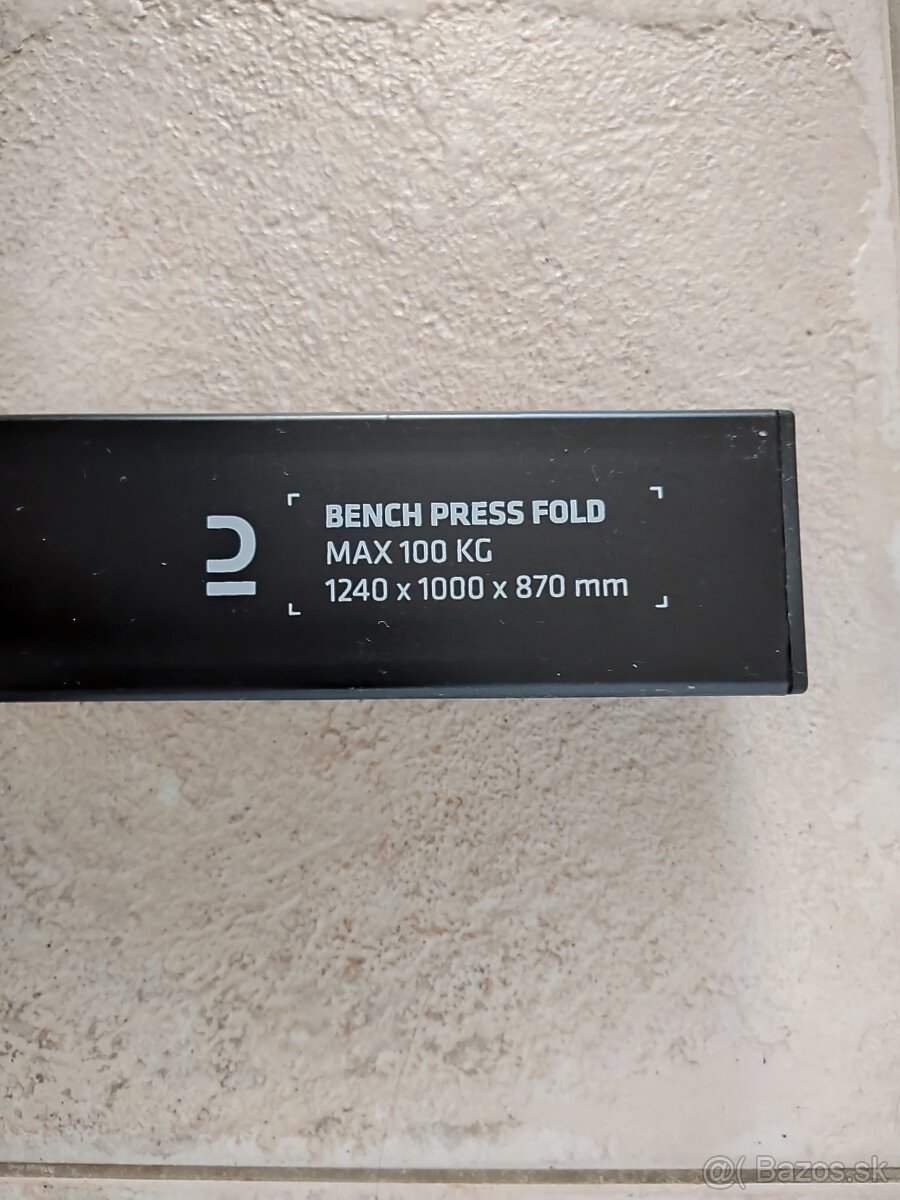 BENCH PRESS FOLD
MAX 100 KG
1240 x 1000 x 870 mm
@( Bazos.sk